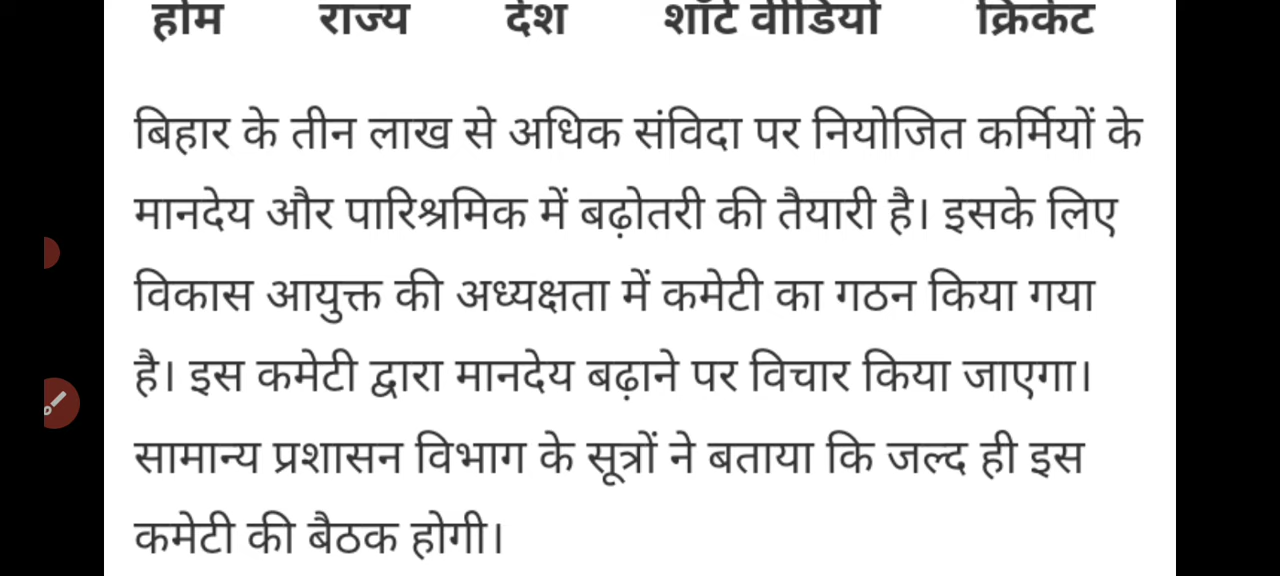 होम राज्य देश शॉर्ट वीडियो क्रिकेट
बिहार के तीन लाख से अधिक संविदा पर नियोजित कर्मियों के
मानदेय और पारिश्रमिक में बढ़ोतरी की तैयारी है। इसके लिए
विकास आयुक्त की अध्यक्षता में कमेटी का गठन किया गया
है। इस कमेटी द्वारा मानदेय बढ़ाने पर विचार किया जाएगा।
सामान्य प्रशासन विभाग के सूत्रों ने बताया कि जल्द ही इस
कमेटी की बैठक होगी।